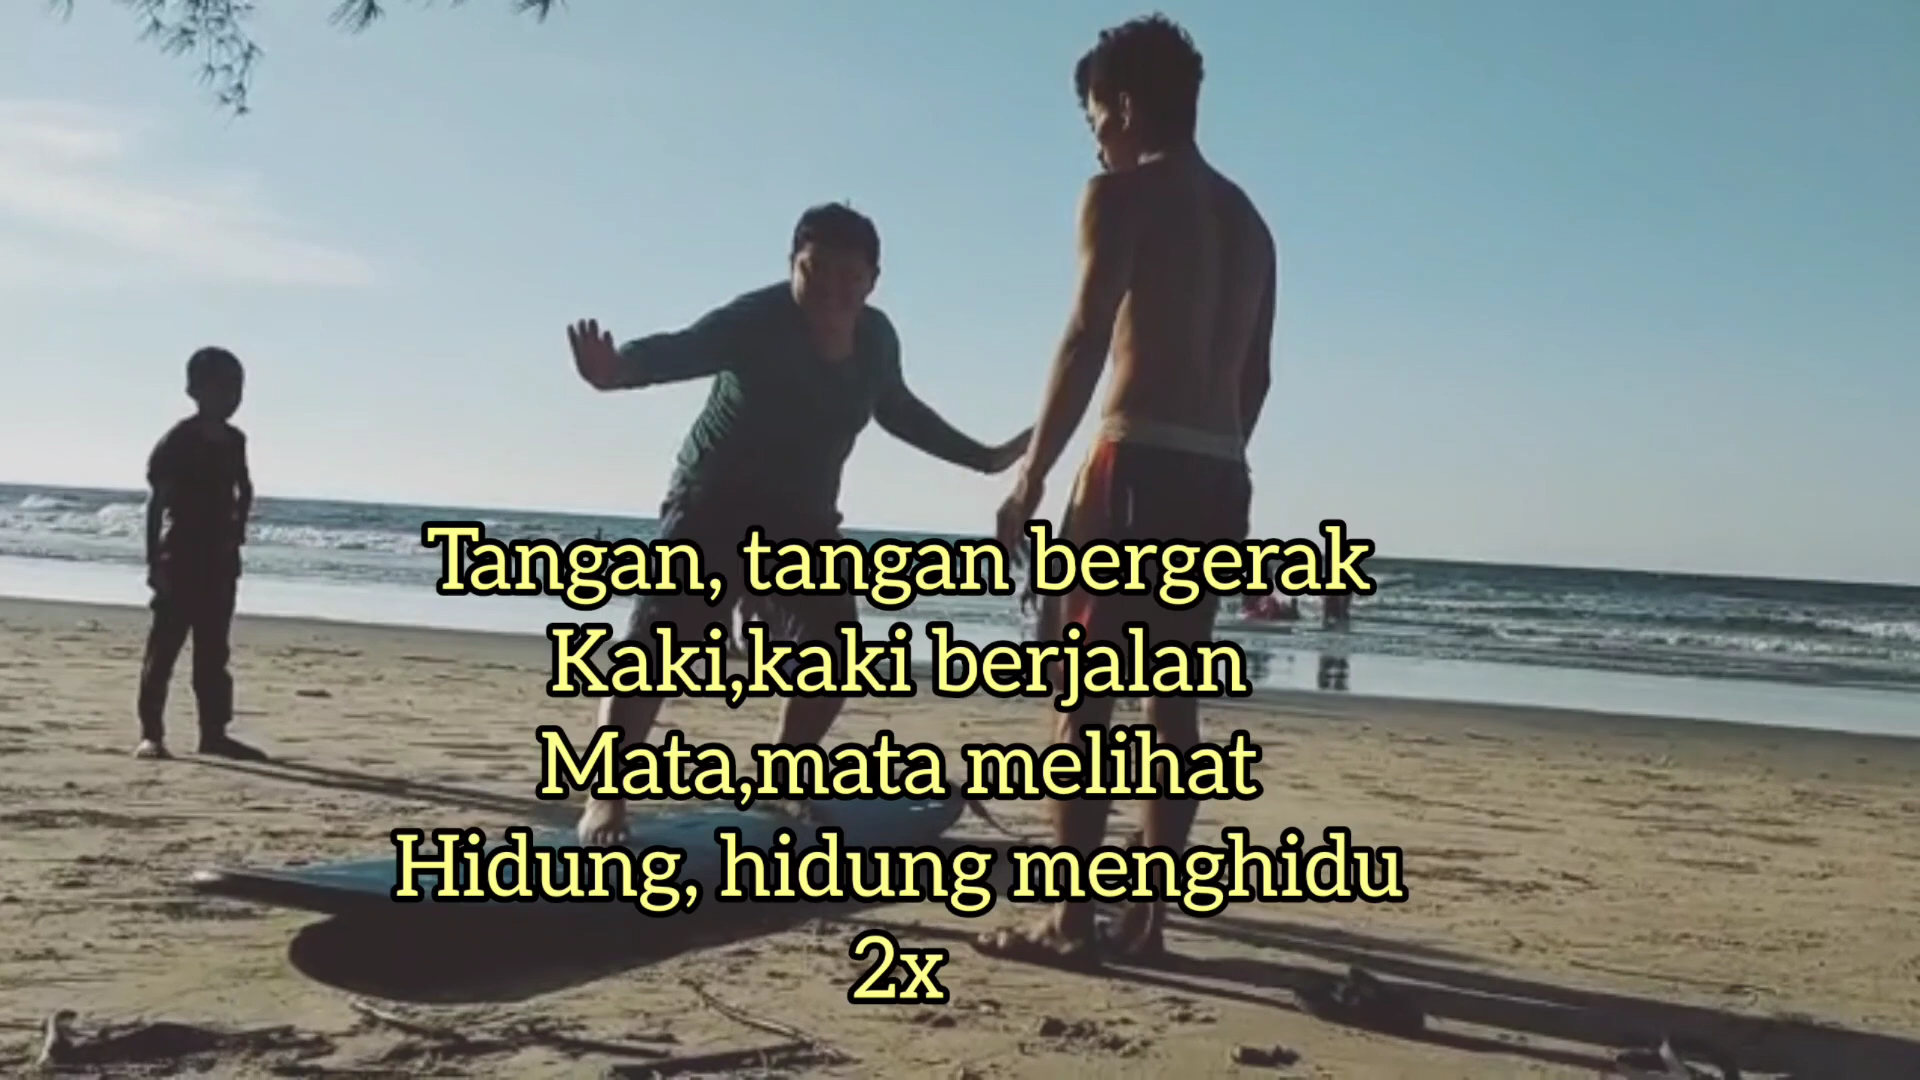 Tangan, tangan bergerak
Kaki,kaki berjalan
Mata,mata melihat
Hidung, hidung menghidu
2x